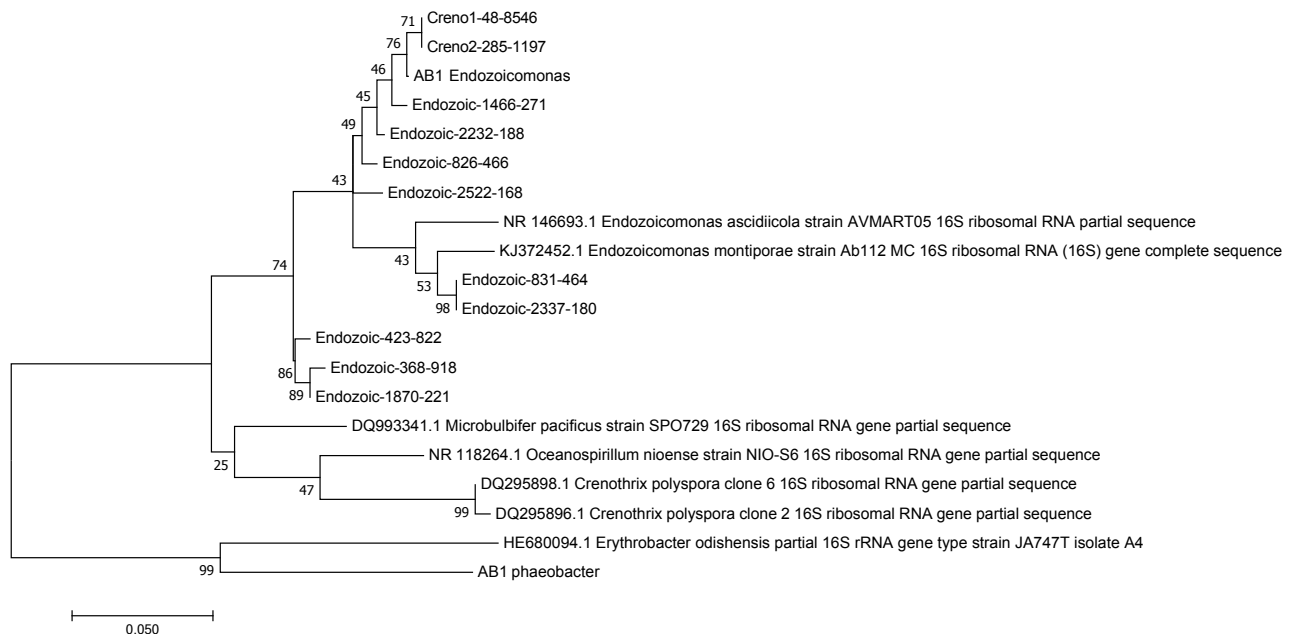 71
Creno1-48-8546
Creno2-285-1197
76
AB1 Endozoicomonas
46
Endozoic-1466-271
45
Endozoic-2232-188
49
Endozoic-826-466
43
Endozoic-2522-168
NR 146693.1 Endozoicomonas ascidiicola strain AVMART05 16S ribosomal RNA partial sequence
KJ372452.1 Endozoicomonas montiporae strain Ab112 MC 16S ribosomal RNA (16S) gene complete sequence
43
74
Endozoic-831-464
53
Endozoic-2337-180
98
Endozoic-423-822
Endozoic-368-918
86
Endozoic-1870-221
89
DQ993341.1 Microbulbifer pacificus strain SPO729 16S ribosomal RNA gene partial sequence
NR 118264.1 Oceanospirillum nioense strain NIO-S6 16S ribosomal RNA gene partial sequence
25
DQ295898.1 Crenothrix polyspora clone 6 16S ribosomal RNA gene partial sequence
47
DQ295896.1 Crenothrix polyspora clone 2 16S ribosomal RNA gene partial sequence
99
HE680094.1 Erythrobacter odishensis partial 16S rRNA gene type strain JA747T isolate A4
99
AB1 phaeobacter
0.050